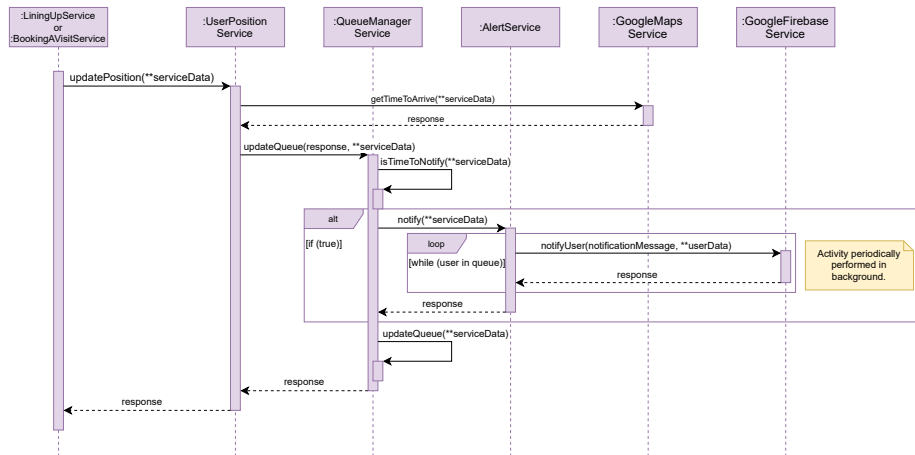 :LiningUpService
or
:BookingAVisitService
:UserPosition
Service
:QueueManager
Service
:AlertService
:GoogleMaps
Service
:GoogleFirebase
Service
updatePosition(**serviceData)
getTimeToArrive(**serviceData)
response
updateQueue(response, **serviceData)
isTimeToNotify(**serviceData)
alt
[if (true)]
notify(**serviceData)
loop
[while (user in queue)]
notifyUser(notificationMessage, **userData)
response
Activity periodically
performed in
background.
response
updateQueue(**serviceData)
response
response